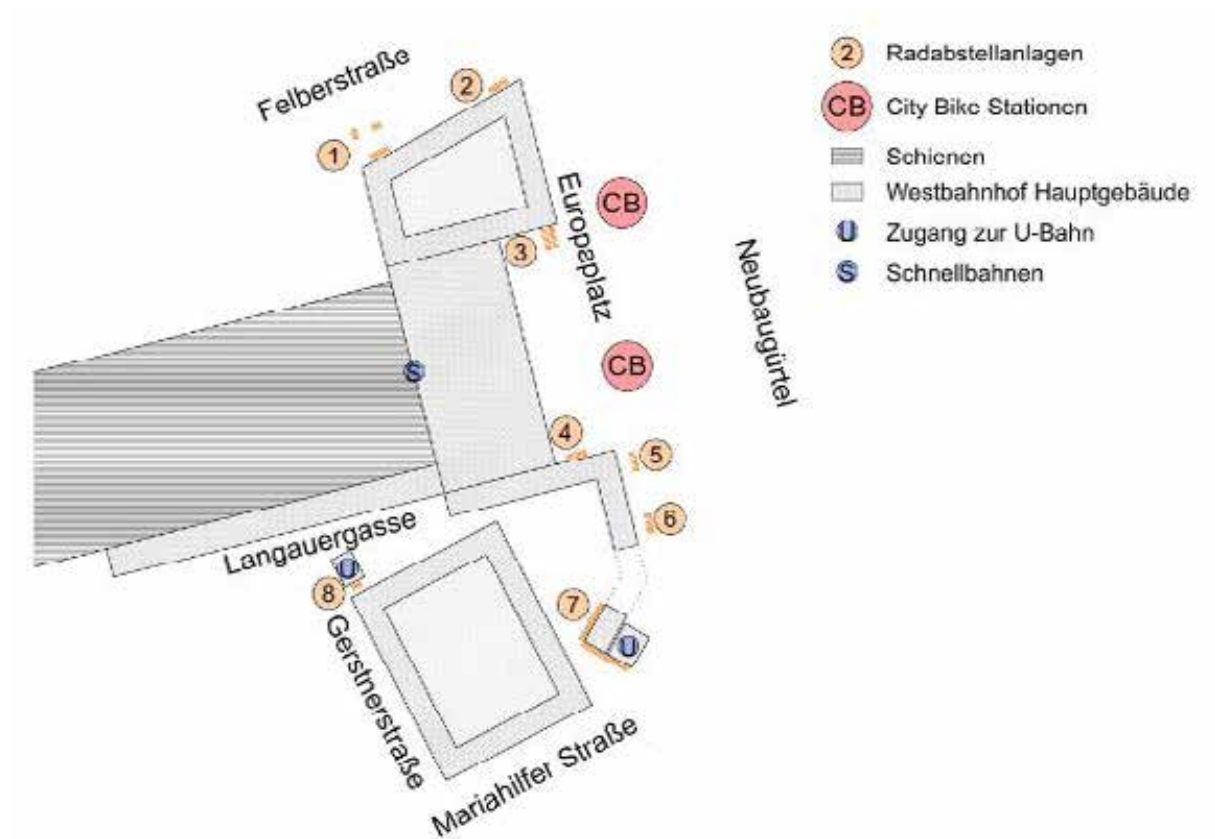 Felberstraße
2
1
3
Europaplatz
CB
Neubaugürtel
CB
S
4
5
6
Langauergasse
U
8
7
U
Gerstnerstraße
Mariahilfer Straße
2 Radabstellanlagen
CB City Bike Stationen
Schienen
Westbahnhof Hauptgebäude
U Zugang zur U-Bahn
S Schnellbahnen